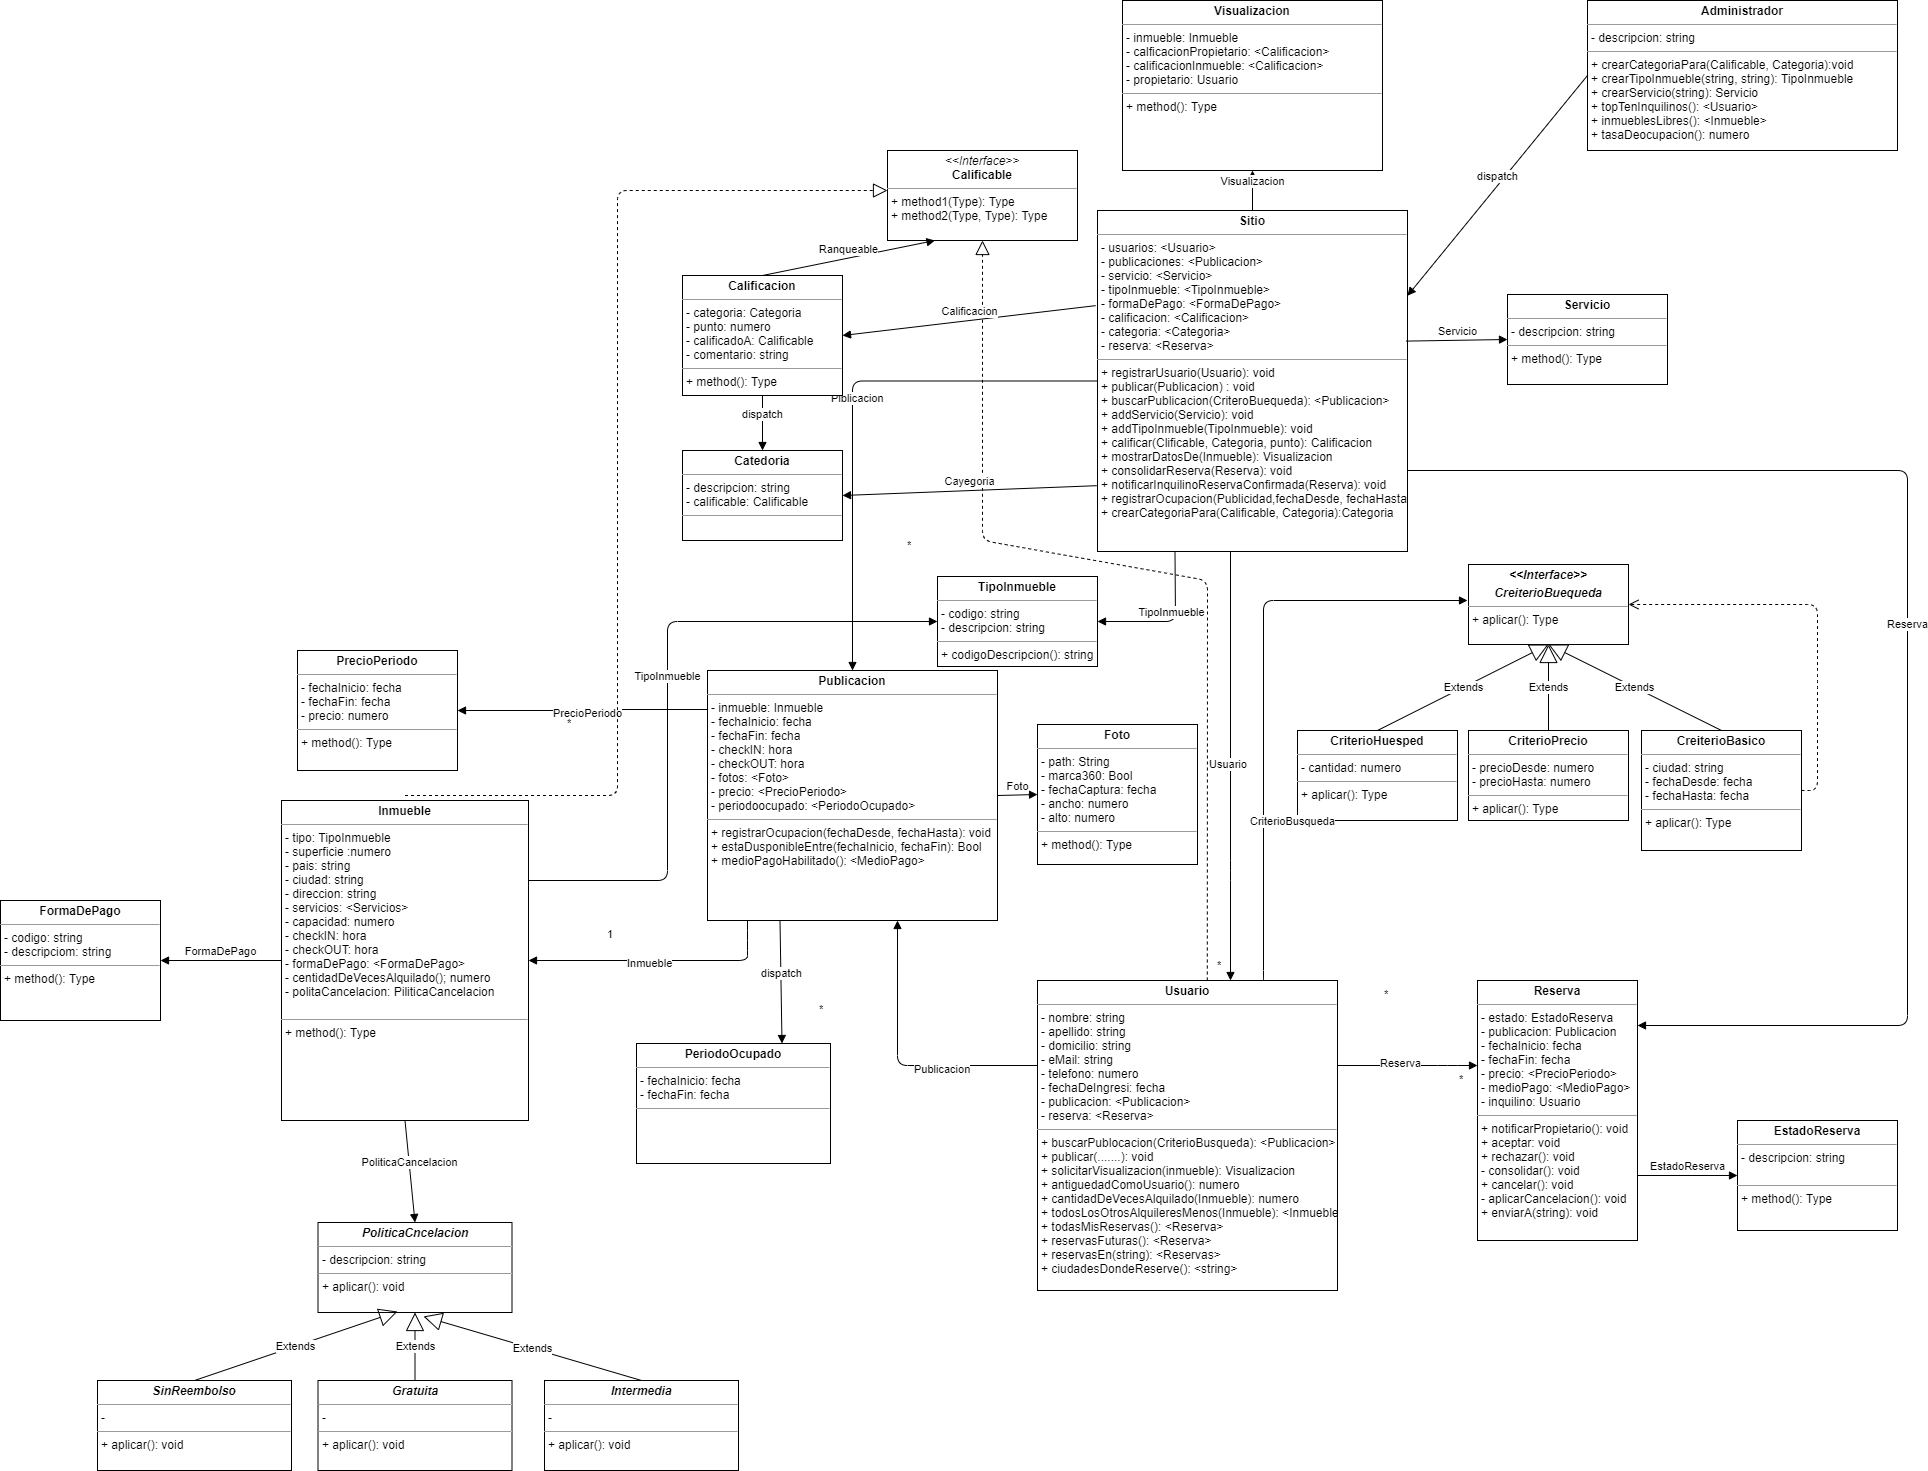 Visualizacion
- inmueble: Inmueble
- calficacionPropietario: <Calificacion>
- calificacionInmueble: <Calificacion>
- propietario: Usuario
+ method(): Type
Administrador
- descripcion: string
+ crearCategoriaPara(Calificable, Categoria):void
+ crearTipoInmueble(string, string): TipoInmueble
+ crearServicio(string): Servicio
+ topTenInquilinos(): <Usuario>
+ inmueblesLibres(): <Inmueble>
+ tasaDeocupacion(): numero
dispatch
Visualizacion
<<Interface>>
Calificable
+ method1(Type): Type
+ method2(Type, Type): Type
Ranqueable
Sitio
- usuarios: <Usuario>
- publicaciones: <Publicacion>
- servicio: <Servicio>
- tipoInmueble: <TipoInmueble>
- formaDePago: <FormaDePago>
- calificacion: <Calificacion>
- categoria: <Categoria>
- reserva: <Reserva>
+ registrarUsuario(Usuario): void
+ publicar(Publicacion) : void
+ buscarPublicacion(CriteroBuequeda): <Publicacion>
+ addServicio(Servicio): void
+ addTipoInmueble(TipoInmueble): void
+ calificar(Clificable, Categoria, punto): Calificacion
+ mostrarDatosDe(Inmueble): Visualizacion
+ consolidarReserva(Reserva): void
+ notificarInquilinoReservaConfirmada(Reserva): void
+ registrarOcupacion(Publicidad,fechaDesde, fechaHasta
+ crearCategoriaPara(Calificable, Categoria):Categoria
Calificacion
- categoria: Categoria
- punto: numero
- calificadoA: Calificable
- comentario: string
+ method(): Type
Calificacion
Servicio
Servicio
- descripcion: string
+ method(): Type
Piblicacion
dispatch
Catedoria
- descripcion: string
- calificable: Calificable
Cayegoria
*
TipoInmueble
- codigo: string
- descripcion: string
+ codigoDescripcion(): string
TipoInmueble
<<Interface>>
CreiterioBuequeda
+ aplicar(): Type
Reserva
Extends
Extends
Extends
PrecioPeriodo
- fechaInicio: fecha
- fechaFin: fecha
- precio: numero
+ method(): Type
PrecioPeriodo
*
TipoInmueble
Publicacion
- inmueble: Inmueble
- fechaInicio: fecha
- fechaFin: fecha
- checkIN: hora
- checkOUT: hora
- fotos: <Foto>
- precio: <PrecioPeriodo>
- periodoocupado: <PeriodoOcupado>
+ registrarOcupacion(fechaDesde, fechaHasta): void
+ estaDusponibleEntre(fechaInicio, fechaFin): Bool
+ medioPagoHabilitado(): <MedioPago>
Foto
Foto
- path: String
- marca360: Bool
- fechaCaptura: fecha
- ancho: numero
- alto: numero
+ method(): Type
Usuario
CriterioHuesped
- cantidad: numero
+ aplicar(): Type
CriterioPrecio
- precioDesde: numero
- precioHasta: numero
+ aplicar(): Type
CreiterioBasico
- ciudad: string
- fechaDesde: fecha
- fechaHasta: fecha
+ aplicar(): Type
CriterioBusqueda
Inmueble
- tipo: TipoInmueble
- superficie :numero
- pais: string
- ciudad: string
- direccion: string
- servicios: <Servicios>
- capacidad: numero
- checkIN: hora
- checkOUT: hora
- formaDePago: <FormaDePago>
- centidadDeVecesAlquilado(); numero
- politaCancelacion: PiliticaCancelacion
+ method(): Type
FormaDePago
- codigo: string
- descripciom: string
+ method(): Type
FormaDePago
1
Inmueble
dispatch
*
PeriodoOcupado
- fechaInicio: fecha
- fechaFin: fecha
Publicacion
*
*
Usuario
- nombre: string
- apellido: string
- domicilio: string
- eMail: string
- telefono: numero
- fechaDeIngresi: fecha
- publicacion: <Publicacion>
- reserva: <Reserva>
+ buscarPublocacion(CriterioBusqueda): <Publicacion>
+ publicar(.......): void
+ solicitarVisualizacion(inmueble): Visualizacion
+ antiguedadComoUsuario(): numero
+ cantidadDeVecesAlquilado(Inmueble): numero
+ todosLosOtrosAlquileresMenos(Inmueble): <Inmueble
+ todasMisReservas(): <Reserva>
+ reservasFuturas(): <Reserva>
+ reservasEn(string): <Reservas>
+ ciudadesDondeReserve(): <string>
Reserva
*
Reserva
- estado: EstadoReserva
- publicacion: Publicacion
- fechaInicio: fecha
- fechaFin: fecha
- precio: <PrecioPeriodo>
- medioPago: <MedioPago>
- inquilino: Usuario
+ notificarPropietario(): void
+ aceptar: void
+ rechazar(): void
- consolidar(): void
+ cancelar(): void
- aplicarCancelacion(): void
+ enviarA(string): void
EstadoReserva
EstadoReserva
- descripcion: string
+ method(): Type
PoliticaCancelacion
PoliticaCncelacion
- descripcion: string
+ aplicar(): void
Extends
Extends
Extends
SinReembolso
-
+ aplicar(): void
Gratuita
-
+ aplicar(): void
Intermedia
-
+ aplicar(): void